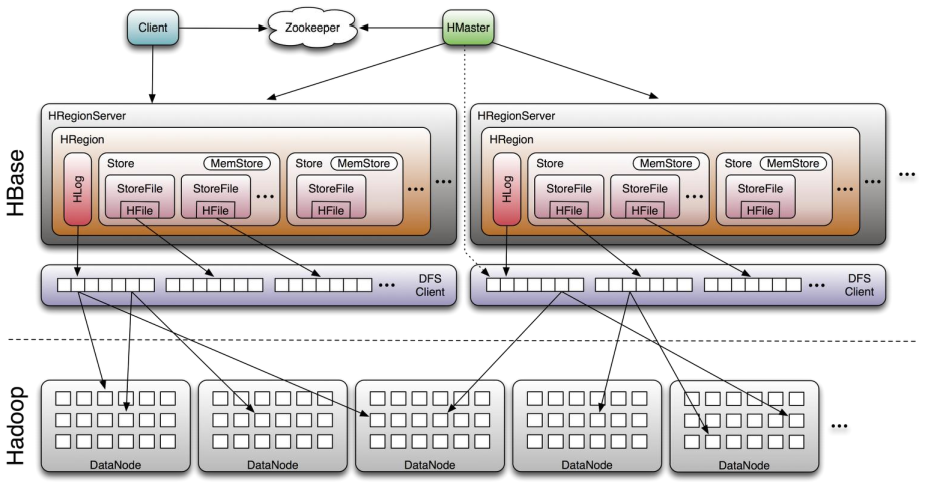 Client
Zookeeper
HMaster
HBase
HRegionServer
HRegion
HLog
Store
MemStore
StoreFile
HFile
StoreFile
HFile
...
Store
MemStore
StoreFile
HFile
...
...
HRegionServer
HRegion
HLog
Store
MemStore
StoreFile
HFile
StoreFile
HFile
...
Store
MemStore
StoreFile
HFile
...
...
...
...
DFS
Client
...
DFS
Client
Hadoop
DataNode
DataNode
DataNode
DataNode
DataNode
...